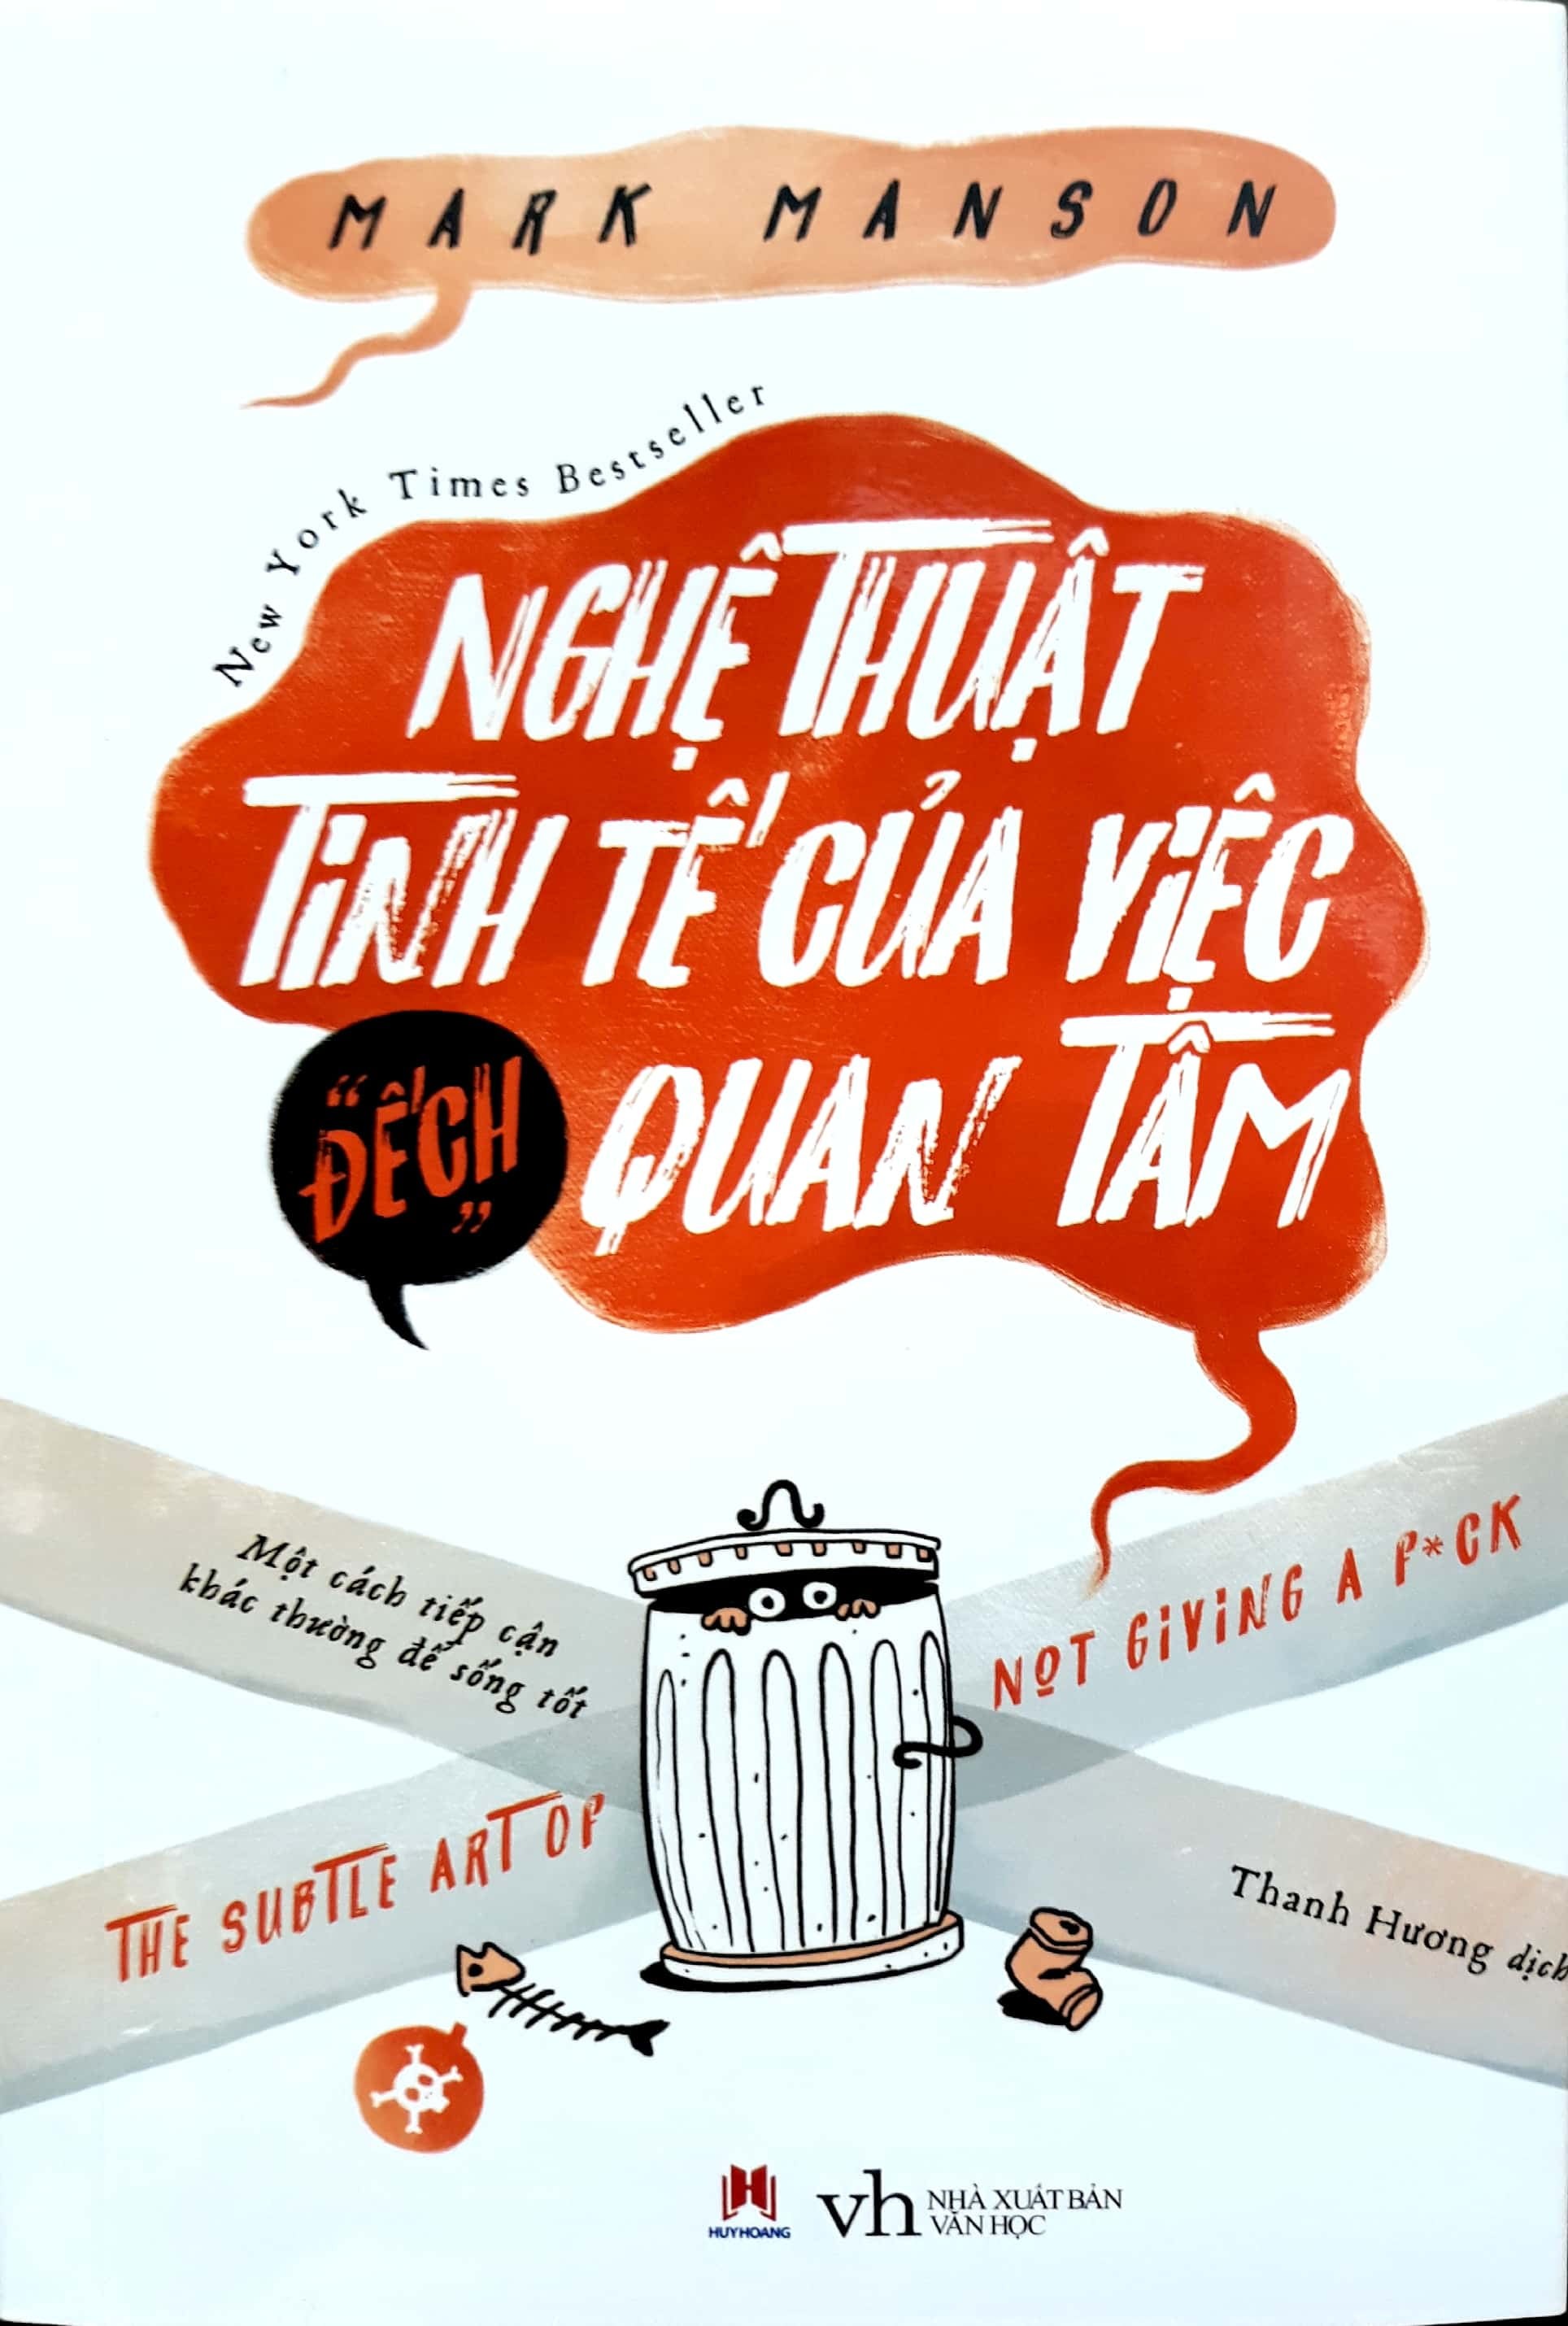 MARK MANSON
New York Times Bestseller
NGHỆ THUẬT
TINH TẾ CỦA VIỆC
“ĐẾCH” QUAN TÂM
Một cách tiếp cận
khác thường để sống tốt
NOT GIVING A F*CK
THE SUBTLE ART OF
Thanh Hương dịch
HUYHOANG
vh NHÀ XUẤT BẢN
VĂN HỌC